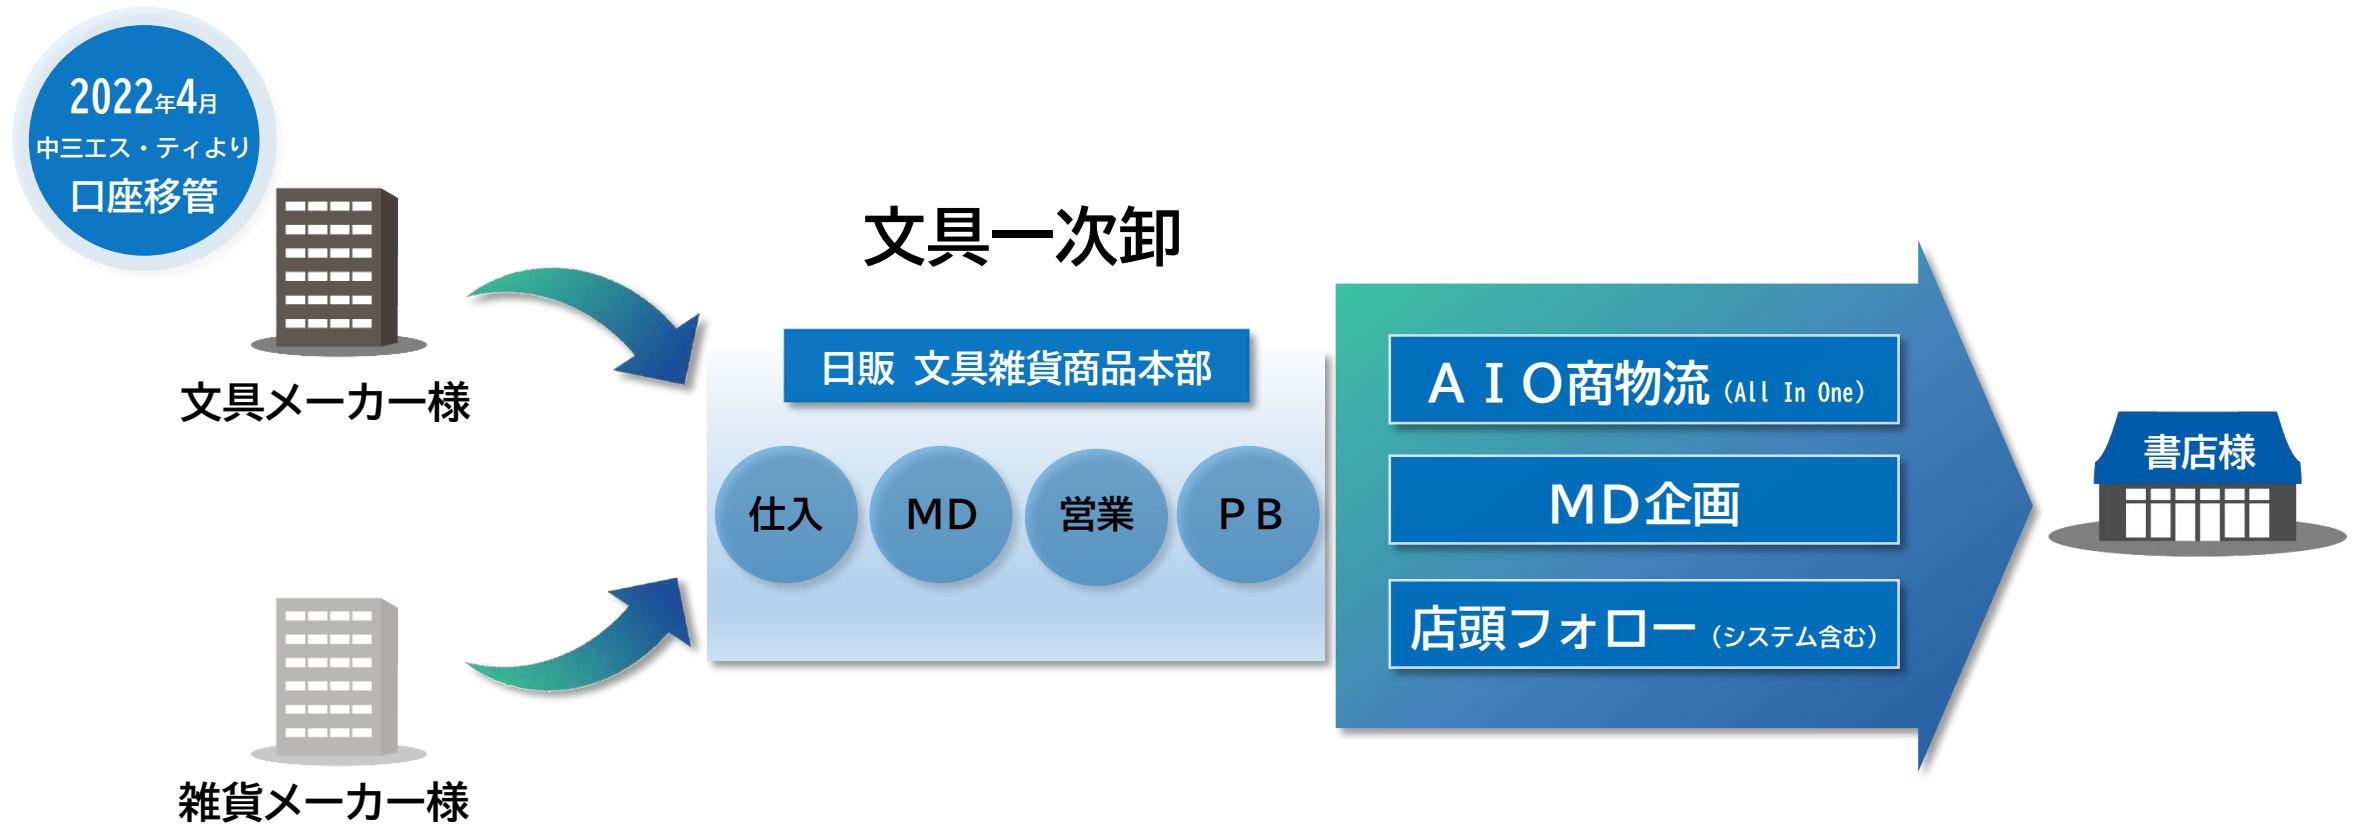 2022年4月
中三エス・ティより
口座移管
文具メーカー様
雑貨メーカー様
文具一次卸
日販 文具雑貨商品本部
仕入
MD
営業
PB
AIO商物流(All In One)
MD企画
店頭フォロー(システム含む)
書店様